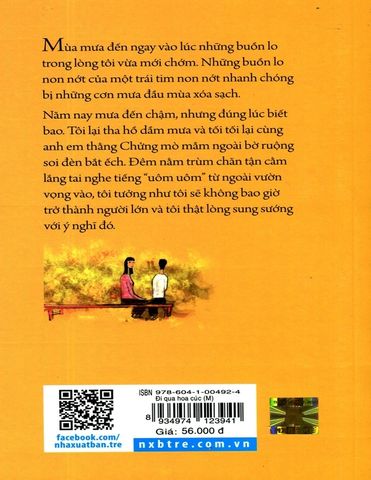 Mùa mưa đến ngay vào lúc những buồn lo
trong lòng tôi vừa mới chớm. Những buồn lo
non nớt của một trái tim non nớt nhanh chóng
bị những cơn mưa đầu mùa xóa sạch.
Năm nay mưa đến chậm, nhưng đúng lúc biết
bao. Tôi lại tha hồ dầm mưa và tối tối lại cùng
anh em thằng Chửng mò mẫm ngoài bờ ruộng
soi đèn bắt ếch. Đêm nằm trùm chăn tận cằm
lắng tai nghe tiếng "uôm uôm" từ ngoài vườn
vọng vào, tôi tưởng như tôi sẽ không bao giờ
trở thành người lớn và tôi thật lòng sung sướng
với ý nghĩ đó.
facebook.com/
nhaxuatban.tre
ISBN 978-604-1-00492-4
Đi qua hoa cúc (M)
8 934974 123941
Giá: 56.000 đ
nxbtre.com.vn